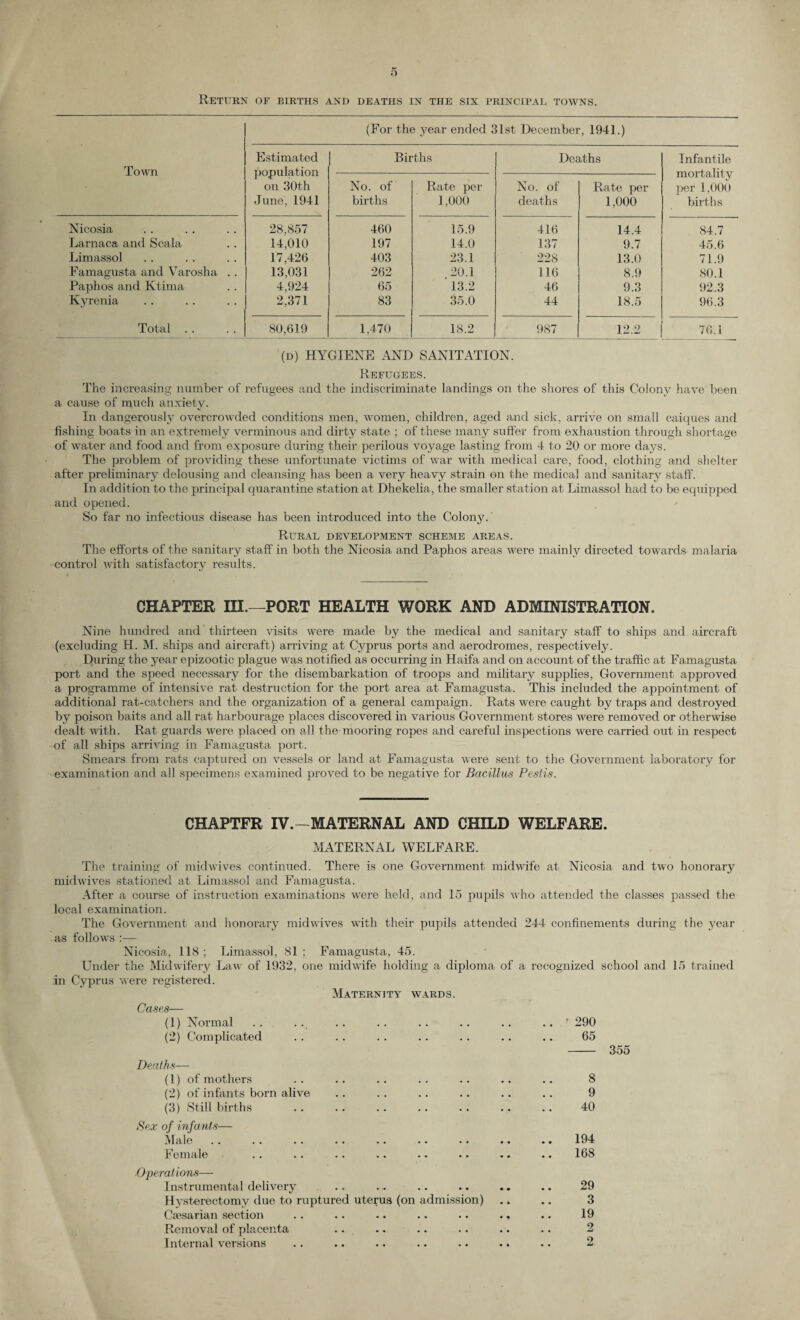 5
RETURN OF BIRTHS AND DEATHS IN THE SIX PRINCIPAL TOWNS.
(For the year ended 31st December, 1941.)
Town | Estimated population on 30th June, 1941 | Births | Deaths | Infantile mortality per 1,000 births
No. of births | Rate per 1,000 | No. of deaths | Rate per 1,000
Nicosia .. .. .. 28,857 460 15.9 416 14.4 84.7
Larnaca and Scala .. 14,010 197 14.0 137 9.7 45.6
Limassol .. .. .. 17,426 403 23.1 228 13.0 71.9
Famagusta and Varosha .. 13,031 262 20.1 116 8.9 80.1
Paphos and Ktima .. 4,924 65 13.2 46 9.3 92.3
Kyrenia .. .. .. 2,371 83 35.0 44 18.5 96.3
Total .. .. 80,619 1,470 18.2 987 12.2 76.1
(D) HYGIENE AND SANITATION.
REFUGEES.
The increasing number of refugees and the indiscriminate landings on the shores of this Colony have been
a cause of much anxiety.
In dangerously overcrowded conditions men, women, children, aged and sick, arrive on small caiques and
fishing boats in an extremely verminous and dirty state ; of these many suffer from exhaustion through shortage
of water and food and from exposure during their perilous voyage lasting from 4 to 20 or more days.
The problem of providing these unfortunate victims of war with medical care, food, clothing and shelter
after preliminary delousing and cleansing has been a very heavy strain on the medical and sanitary staff.
In addition to the principal quarantine station at Dhekelia, the smaller station at Limassol had to be equipped
and opened.
So far no infectious disease has been introduced into the Colony.
RURAL DEVELOPMENT SCHEME AREAS.
The efforts of the sanitary staff in both the Nicosia and Paphos areas were mainly directed towards malaria
control with satisfactory results.
CHAPTER III.—PORT HEALTH WORK AND ADMINISTRATION.
Nine hundred and thirteen visits were made by the medical and sanitary staff to ships and aircraft
(excluding H. M. ships and aircraft) arriving at Cyprus ports and aerodromes, respectively.
During the year epizootic plague was notified as occurring in Haifa and on account of the traffic at Famagusta
port and the speed necessary for the disembarkation of troops and military supplies, Government approved
a programme of intensive rat destruction for the port area at Famagusta. This included the appointment of
additional rat-catchers and the organization of a general campaign. Rats were caught by traps and destroyed
by poison baits and all rat harbourage places discovered in various Government stores were removed or otherwise
dealt with. Rat guards were placed on all the mooring ropes and careful inspections were carried out in respect
of all ships arriving in Famagusta port.
Smears from rats captured on vessels or land at Famagusta were sent to the Government laboratory for
examination and all specimens examined proved to be negative for Bacillus Pestis.
CHAPTFR IV.—MATERNAL AND CHILD WELFARE.
MATERNAL WELFARE.
The training of midwives continued. There is one Government midwife at Nicosia and two honorary
midwives stationed at Limassol and Famagusta.
After a course of instruction examinations were held, and 15 pupils who attended the classes passed the
local examination.
The Government and honorary midwives with their pupils attended 244 confinements during the year
as follows :—
Nicosia, 118 ; Limassol, 81 ; Famagusta, 45.
Under the Midwifery Law of 1932, one midwife holding a diploma of a recognized school and 15 trained
in Cyprus were registered.
MATERNITY WARDS.
Cases—
(1) Normal .. .. .. .. .. .. .. .. 290
(2) Complicated .. .. .. .. .. .. .. 65
355
Deaths—
(1) of mothers .. .. .. .. .. .. .. 8
(2) of infants born alive .. .. .. .. .. .. 9
(3) Still births .. .. .. .. .. .. .. 40
Sex of infants—
Male .. .. .. .. .. .. .. .. .. 194
Female .. .. .. .. .. .. .. .. 168
Operations—
Instrumental delivery .. .. .. .. .. .. 29
Hysterectomy due to ruptured uterus (on admission) .. .. 3
Cæsarian section .. .. .. .. .. .. .. 19
Removal of placenta .. .. .. .. .. .. 2
Internal versions .. .. .. .. .. .. .. 2